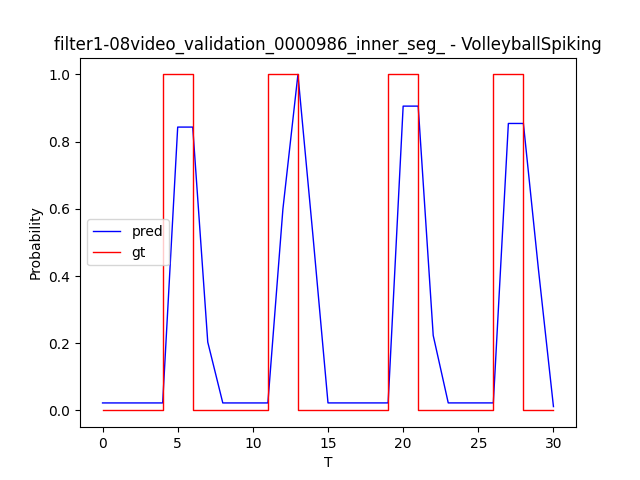 filter1-08video_validation_0000986_inner_seg_ - VolleyballSpiking
1.0
0.8
0.6
0.4
0.2
0.0
Probability
pred
gt
0 5 10 15 20 25 30
T